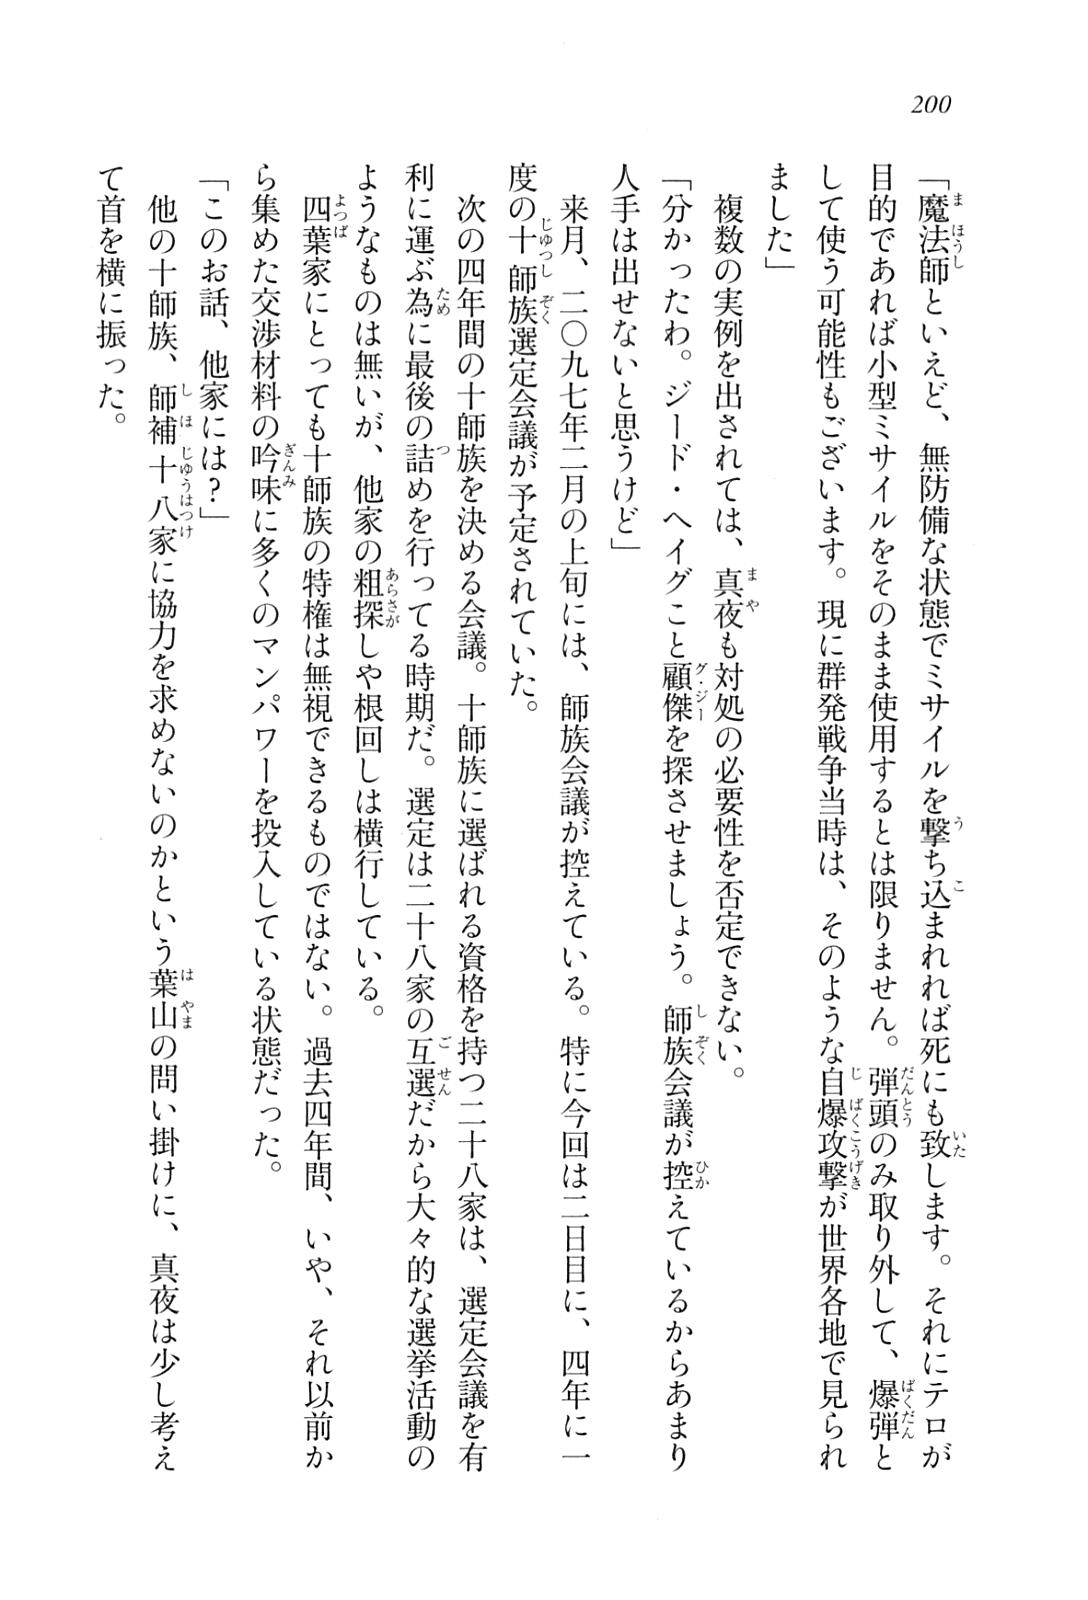 200
「魔法師といえど、無防備な状態でミサイルを撃ち込まれれば死にも致します。それにテロが
目的であれば小型ミサイルをそのまま使用するとは限りません。弾頭のみ取り外して、爆弾と
して使う可能性もございます。現に群発戦争当時は、そのような自爆攻撃が世界各地で見られ
ました」
　複数の実例を出されては、真夜も対処の必要性を否定できない。
「分かったわ。ジード・ヘイグこと顧傑を探させましょう。師族会議が控えているからあまり
人手は出せないと思うけど」
　来月、二〇九七年二月の上旬には、師族会議が控えている。特に今回は二日目に、四年に一
度の十師族選定会議が予定されていた。
　次の四年間の十師族を決める会議。十師族に選ばれる資格を持つ二十八家は、選定会議を有
利に運ぶ為に最後の詰めを行ってる時期だ。選定は二十八家の互選だから大々的な選挙活動の
ようなものは無いが、他家の粗探しや根回しは横行している。
　四葉家にとっても十師族の特権は無視できるものではない。過去四年間、いや、それ以前か
ら集めた交渉材料の吟味に多くのマンパワーを投入している状態だった。
「このお話、他家には？」
　他の十師族、師補十八家に協力を求めないのかという葉山の問い掛けに、真夜は少し考え
て首を横に振った。